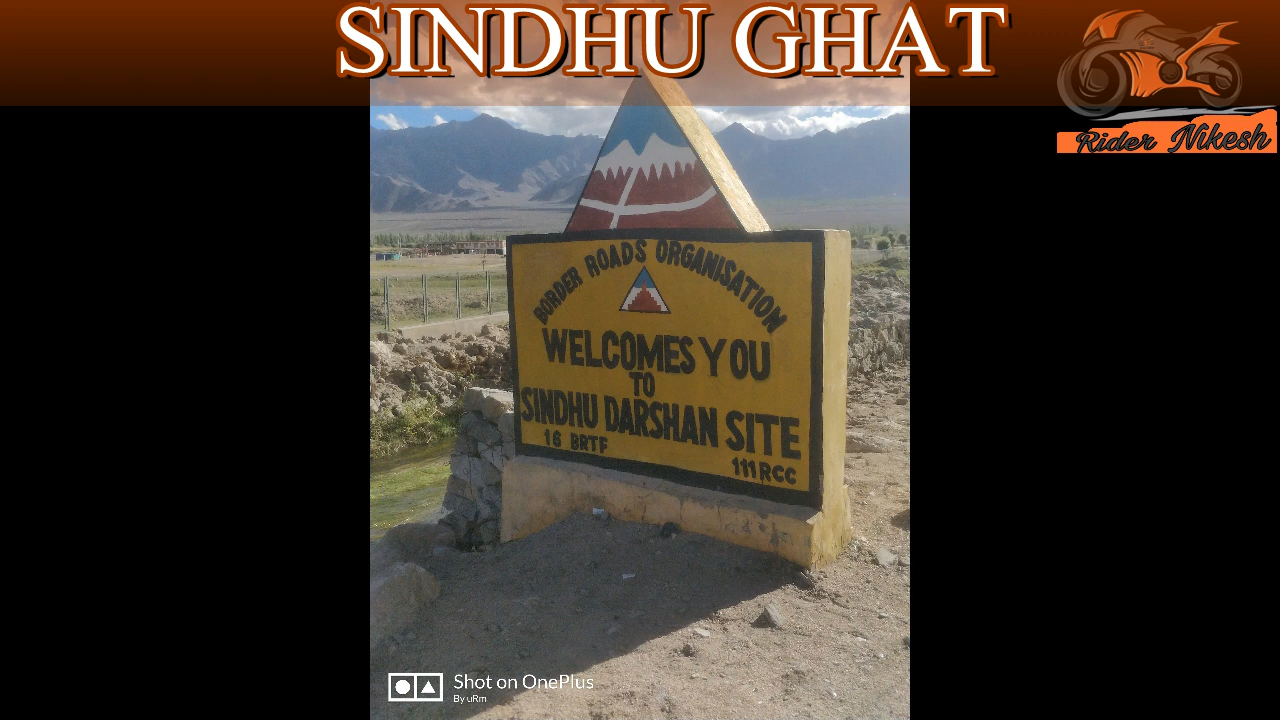 SINDHU GHAT
Rider Nikesh
BORDER ROADS ORGANISATION
WELCOMES YOU
TO
SINDHU DARSHAN SITE
16 BRTF
111 RCC
Shot on OnePlus
By uRm